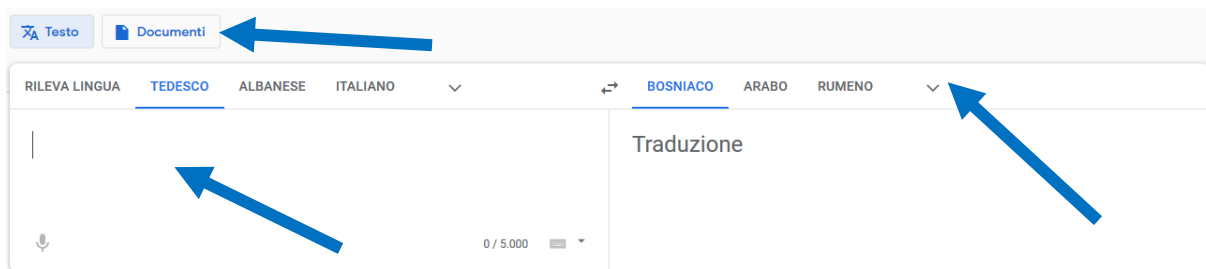 Testo Documenti
RILEVA LINGUA TEDESCO ALBANESE ITALIANO BOSNIACO ARABO RUMENO
Traduzione
0 / 5.000